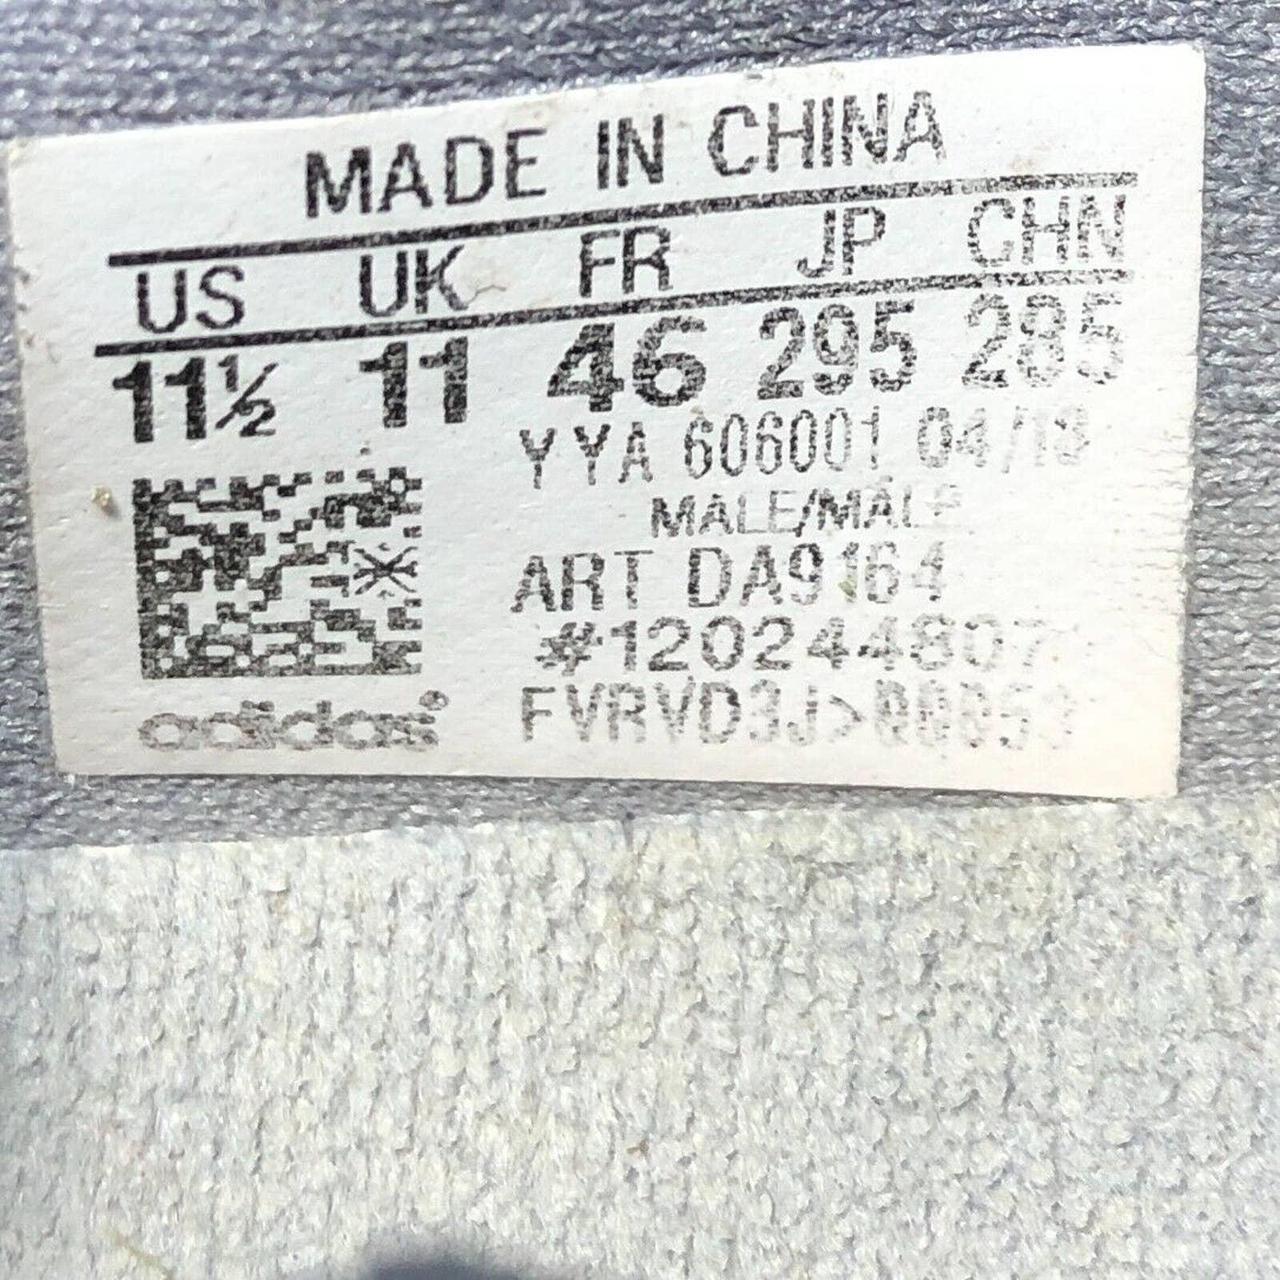 MADE IN CHINA
US UK FR JP CHN
11½ 11 46 295 285
YYA 606001 04/18
MALE/MÂLE
ART DA9164
#120244807
adidas®